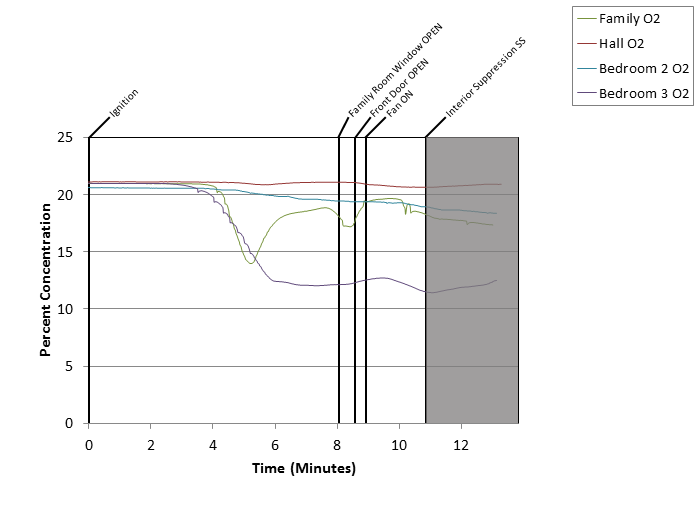 Family O2
Hall O2
Bedroom 2 O2
Bedroom 3 O2
Ignition
Family Room Window OPEN
Front Door OPEN
Fan ON
Interior Suppression SS
25
20
15
10
5
0
Percent Concentration
0 2 4 6 8 10 12
Time (Minutes)